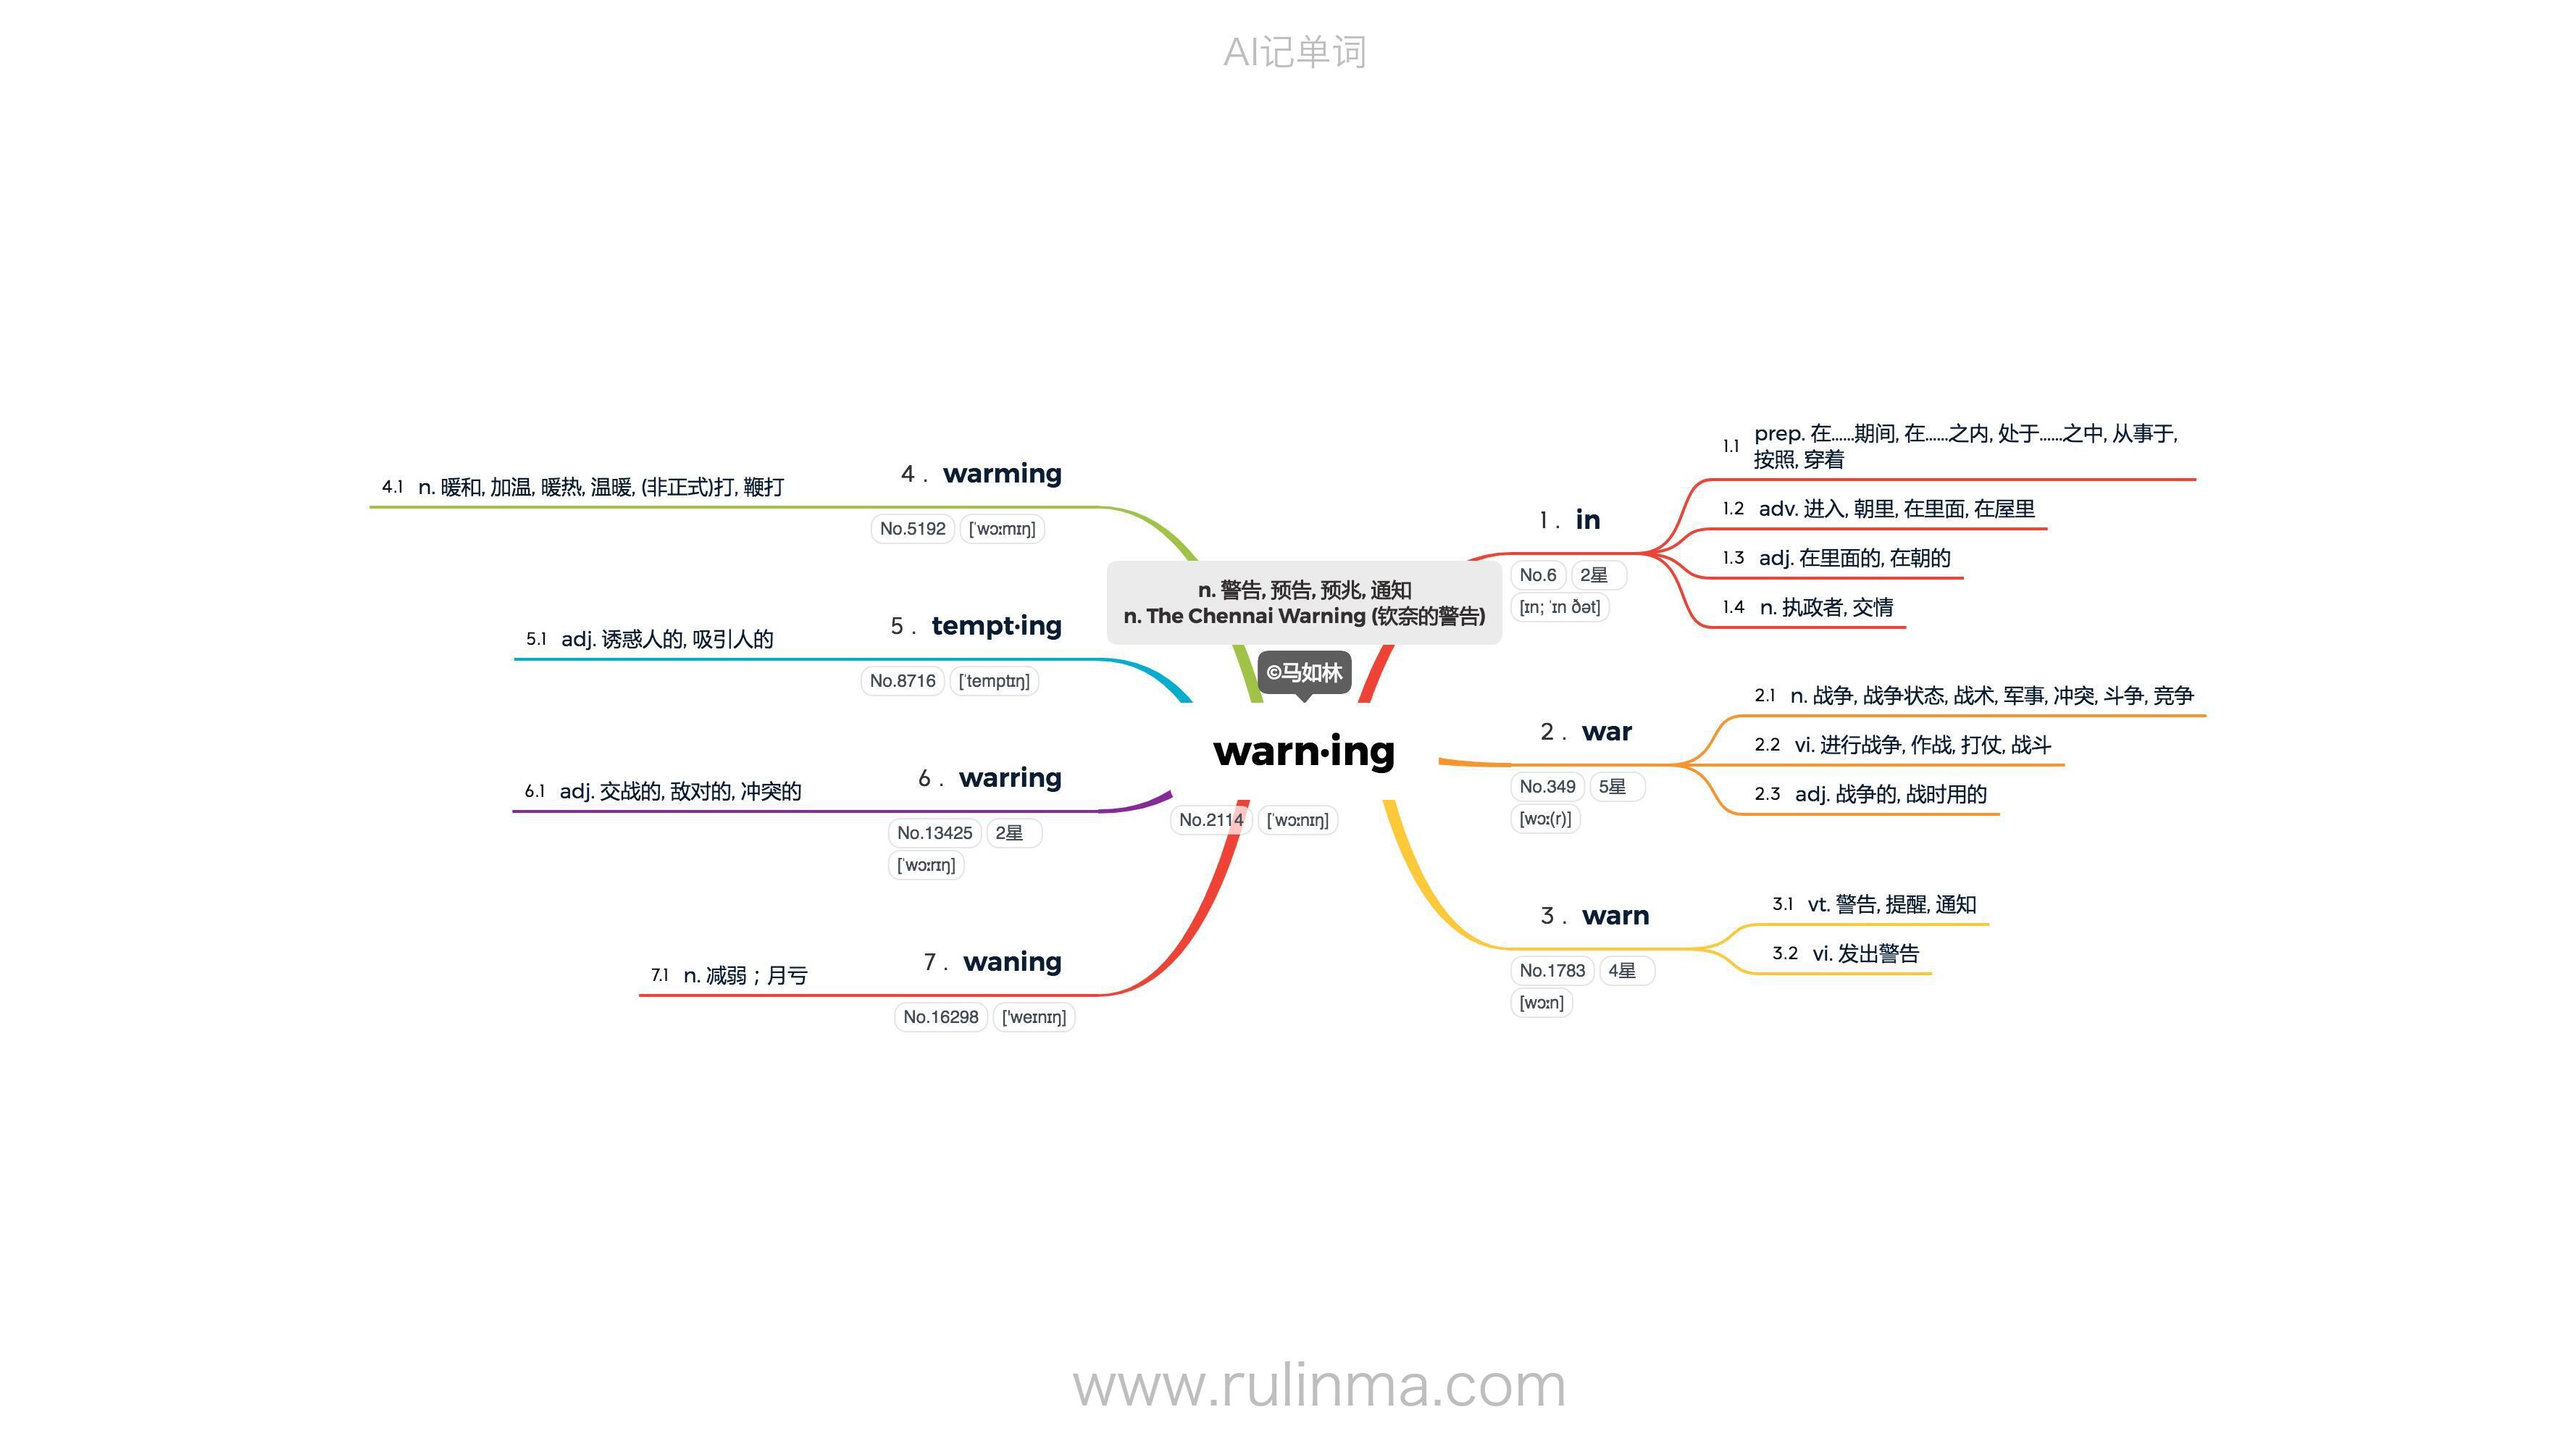 AI记单词
n. 警告, 预告, 预兆, 通知
n. The Chennai Warning (钦奈的警告)
©马如林
warn·ing
No.2114 [ˈwɔːnɪŋ]
1 . in
No.6 2星
[ɪn; ˈɪn ðət]
1.1 prep. 在……期间, 在……之内, 处于……之中, 从事于,
按照, 穿着
1.2 adv. 进入, 朝里, 在里面, 在屋里
1.3 adj. 在里面的, 在朝的
1.4 n. 执政者, 交情
2 . war
No.349 5星
[wɔː(r)]
2.1 n. 战争, 战争状态, 战术, 军事, 冲突, 斗争, 竞争
2.2 vi. 进行战争, 作战, 打仗, 战斗
2.3 adj. 战争的, 战时用的
3 . warn
No.1783 4星
[wɔːn]
3.1 vt. 警告, 提醒, 通知
3.2 vi. 发出警告
4 . warming
No.5192 [ˈwɔːmɪŋ]
4.1 n. 暖和, 加温, 暖热, 温暖, (非正式)打, 鞭打
5 . tempt·ing
No.8716 [ˈtemptɪŋ]
5.1 adj. 诱惑人的, 吸引人的
6 . warring
No.13425 2星
[ˈwɔːrɪŋ]
6.1 adj. 交战的, 敌对的, 冲突的
7 . waning
No.16298 [ˈweɪnɪŋ]
7.1 n. 减弱；月亏
www.rulinma.com